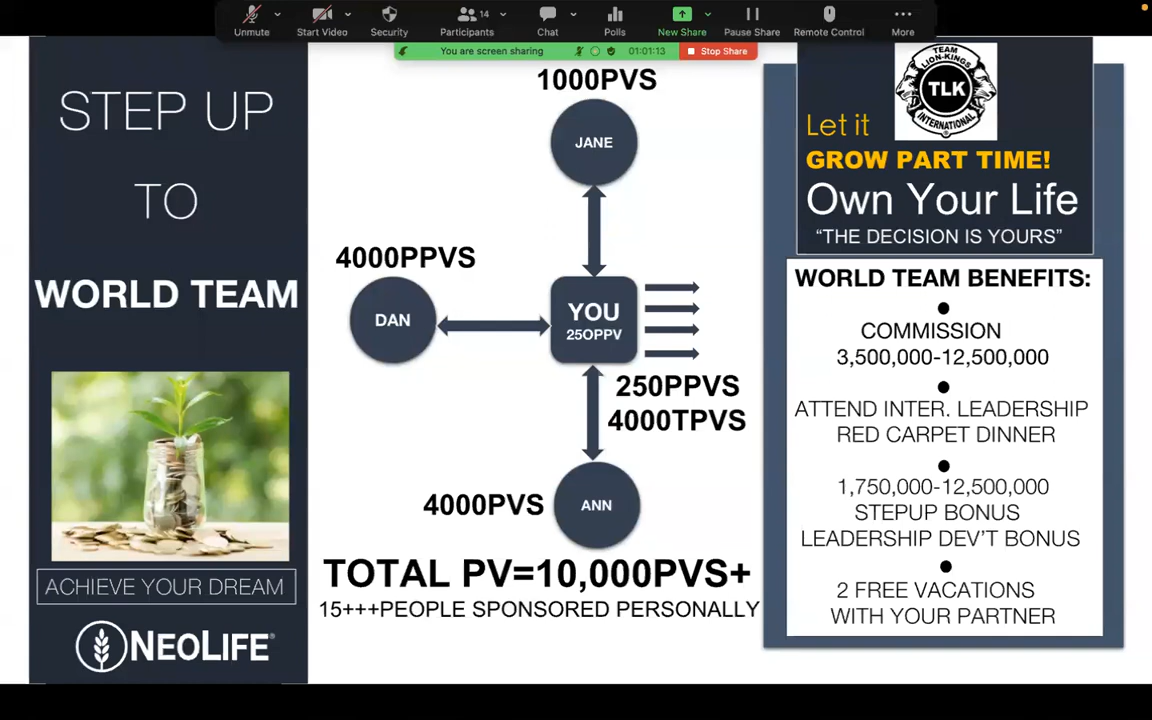 Unmute
Start Video
Security
14
Participants
Chat
Polls
New Share
Pause Share
Remote Control
More
You are screen sharing
01:01:13
Stop Share
STEP UP
TO
WORLD TEAM
ACHIEVE YOUR DREAM
NEOLIFE®
1000PVS
JANE
4000PPVS
DAN
YOU
25OPPV
250PPVS
4000TPVS
4000PVS
ANN
TOTAL PV=10,000PVS+
15+++PEOPLE SPONSORED PERSONALLY
TEAM
LION-KINGS
TLK
INTERNATIONAL
Let it
GROW PART TIME!
Own Your Life
“THE DECISION IS YOURS”
WORLD TEAM BENEFITS:
COMMISSION
3,500,000-12,500,000
ATTEND INTER. LEADERSHIP
RED CARPET DINNER
1,750,000-12,500,000
STEPUP BONUS
LEADERSHIP DEV'T BONUS
2 FREE VACATIONS
WITH YOUR PARTNER